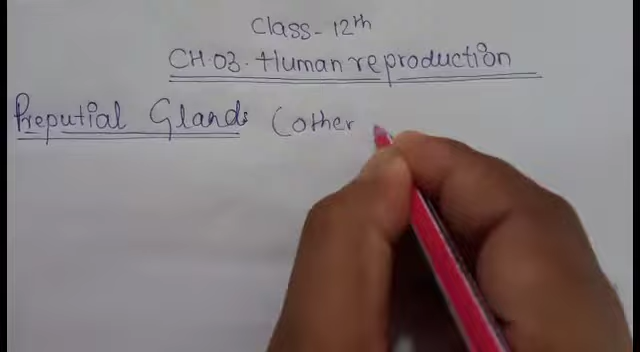 Class-12th
CH.03. Human reproduction
Preputial Glands (other